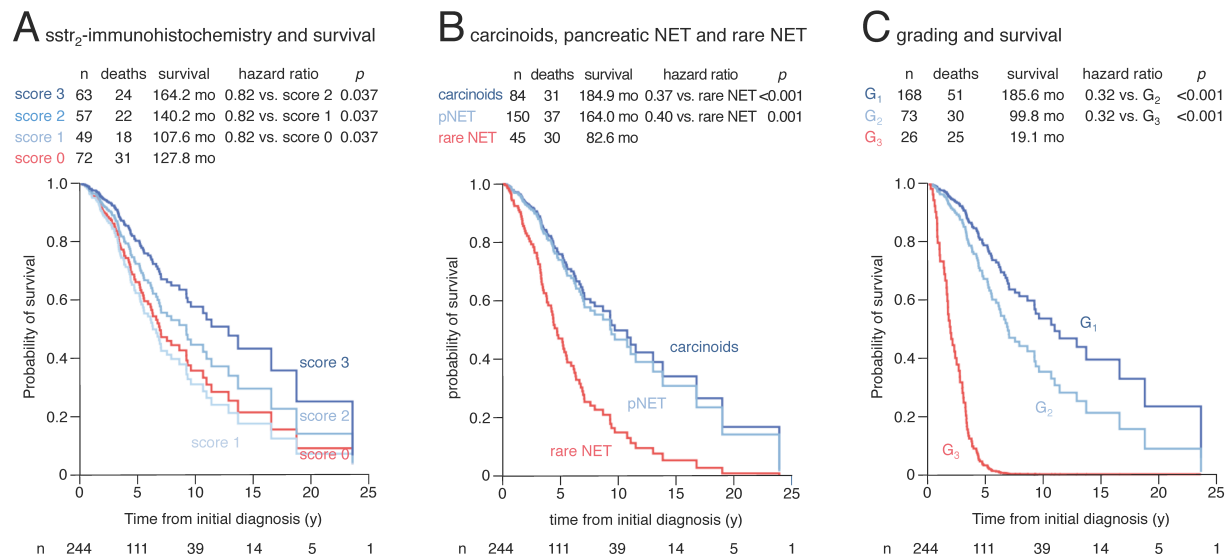 A sstr2-immunohistochemistry and survival
n deaths survival hazard ratio p
score 3 63 24 164.2 mo 0.82 vs. score 2 0.037
score 2 57 22 140.2 mo 0.82 vs. score 1 0.037
score 1 49 18 107.6 mo 0.82 vs. score 0 0.037
score 0 72 31 127.8 mo
1.0
0.8
0.6
0.4
0.2
0
Probability of survival
score 3
score 2
score 1
score 0
0 5 10 15 20 25
Time from initial diagnosis (y)
n 244 111 39 14 5 1
B carcinoids, pancreatic NET and rare NET
n deaths survival hazard ratio p
carcinoids 84 31 184.9 mo 0.37 vs. rare NET <0.001
pNET 150 37 164.0 mo 0.40 vs. rare NET 0.001
rare NET 45 30 82.6 mo
1.0
0.8
0.6
0.4
0.2
0
probability of survival
carcinoids
pNET
rare NET
0 5 10 15 20 25
time from initial diagnosis (y)
n 244 111 39 14 5 1
C grading and survival
n deaths survival hazard ratio p
G1 168 51 185.6 mo 0.32 vs. G2 <0.001
G2 73 30 99.8 mo 0.32 vs. G3 <0.001
G3 26 25 19.1 mo
1.0
0.8
0.6
0.4
0.2
0
Probability of survival
G1
G2
G3
0 5 10 15 20 25
Time from initial diagnosis (y)
n 244 111 39 14 5 1